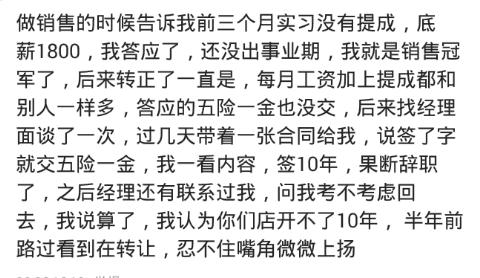 做销售的时候告诉我前三个月实习没有提成，底
薪1800，我答应了，还没出事业期，我就是销售冠
军了，后来转正了一直是，每月工资加上提成都和
别人一样多，答应的五险一金也没交，后来找经理
面谈了一次，过几天带着一张合同给我，说签了字
就交五险一金，我一看内容，签10年，果断辞职
了，之后经理还有联系过我，问我考不考虑回
去，我说算了，我认为你们店开不了10年， 半年前
路过看到在转让，忍不住嘴角微微上扬